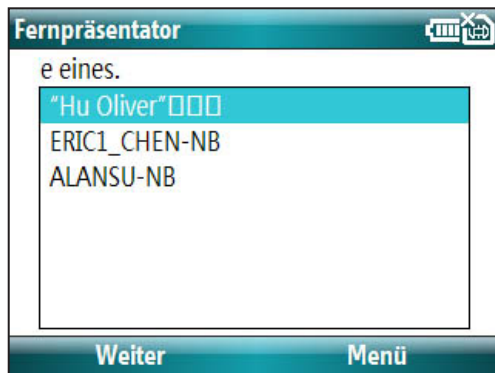 Fernpräsentator
e eines.
"Hu Oliver"□□□
ERIC1_CHEN-NB
ALANSU-NB
Weiter Menü